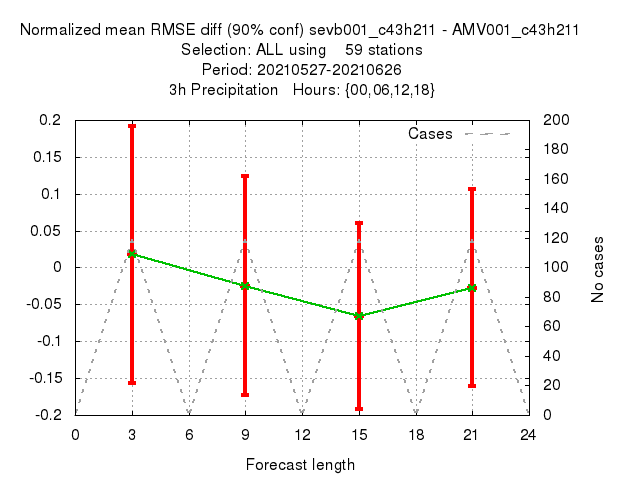 Normalized mean RMSE diff (90% conf) sevb001_c43h211 - AMV001_c43h211
Selection: ALL using    59 stations
Period: 20210527-20210626
3h Precipitation   Hours: {00,06,12,18}
Cases
0.2
0.15
0.1
0.05
0
-0.05
-0.1
-0.15
-0.2
200
180
160
140
120
100
80
60
40
20
0
No cases
0 3 6 9 12 15 18 21 24
Forecast length